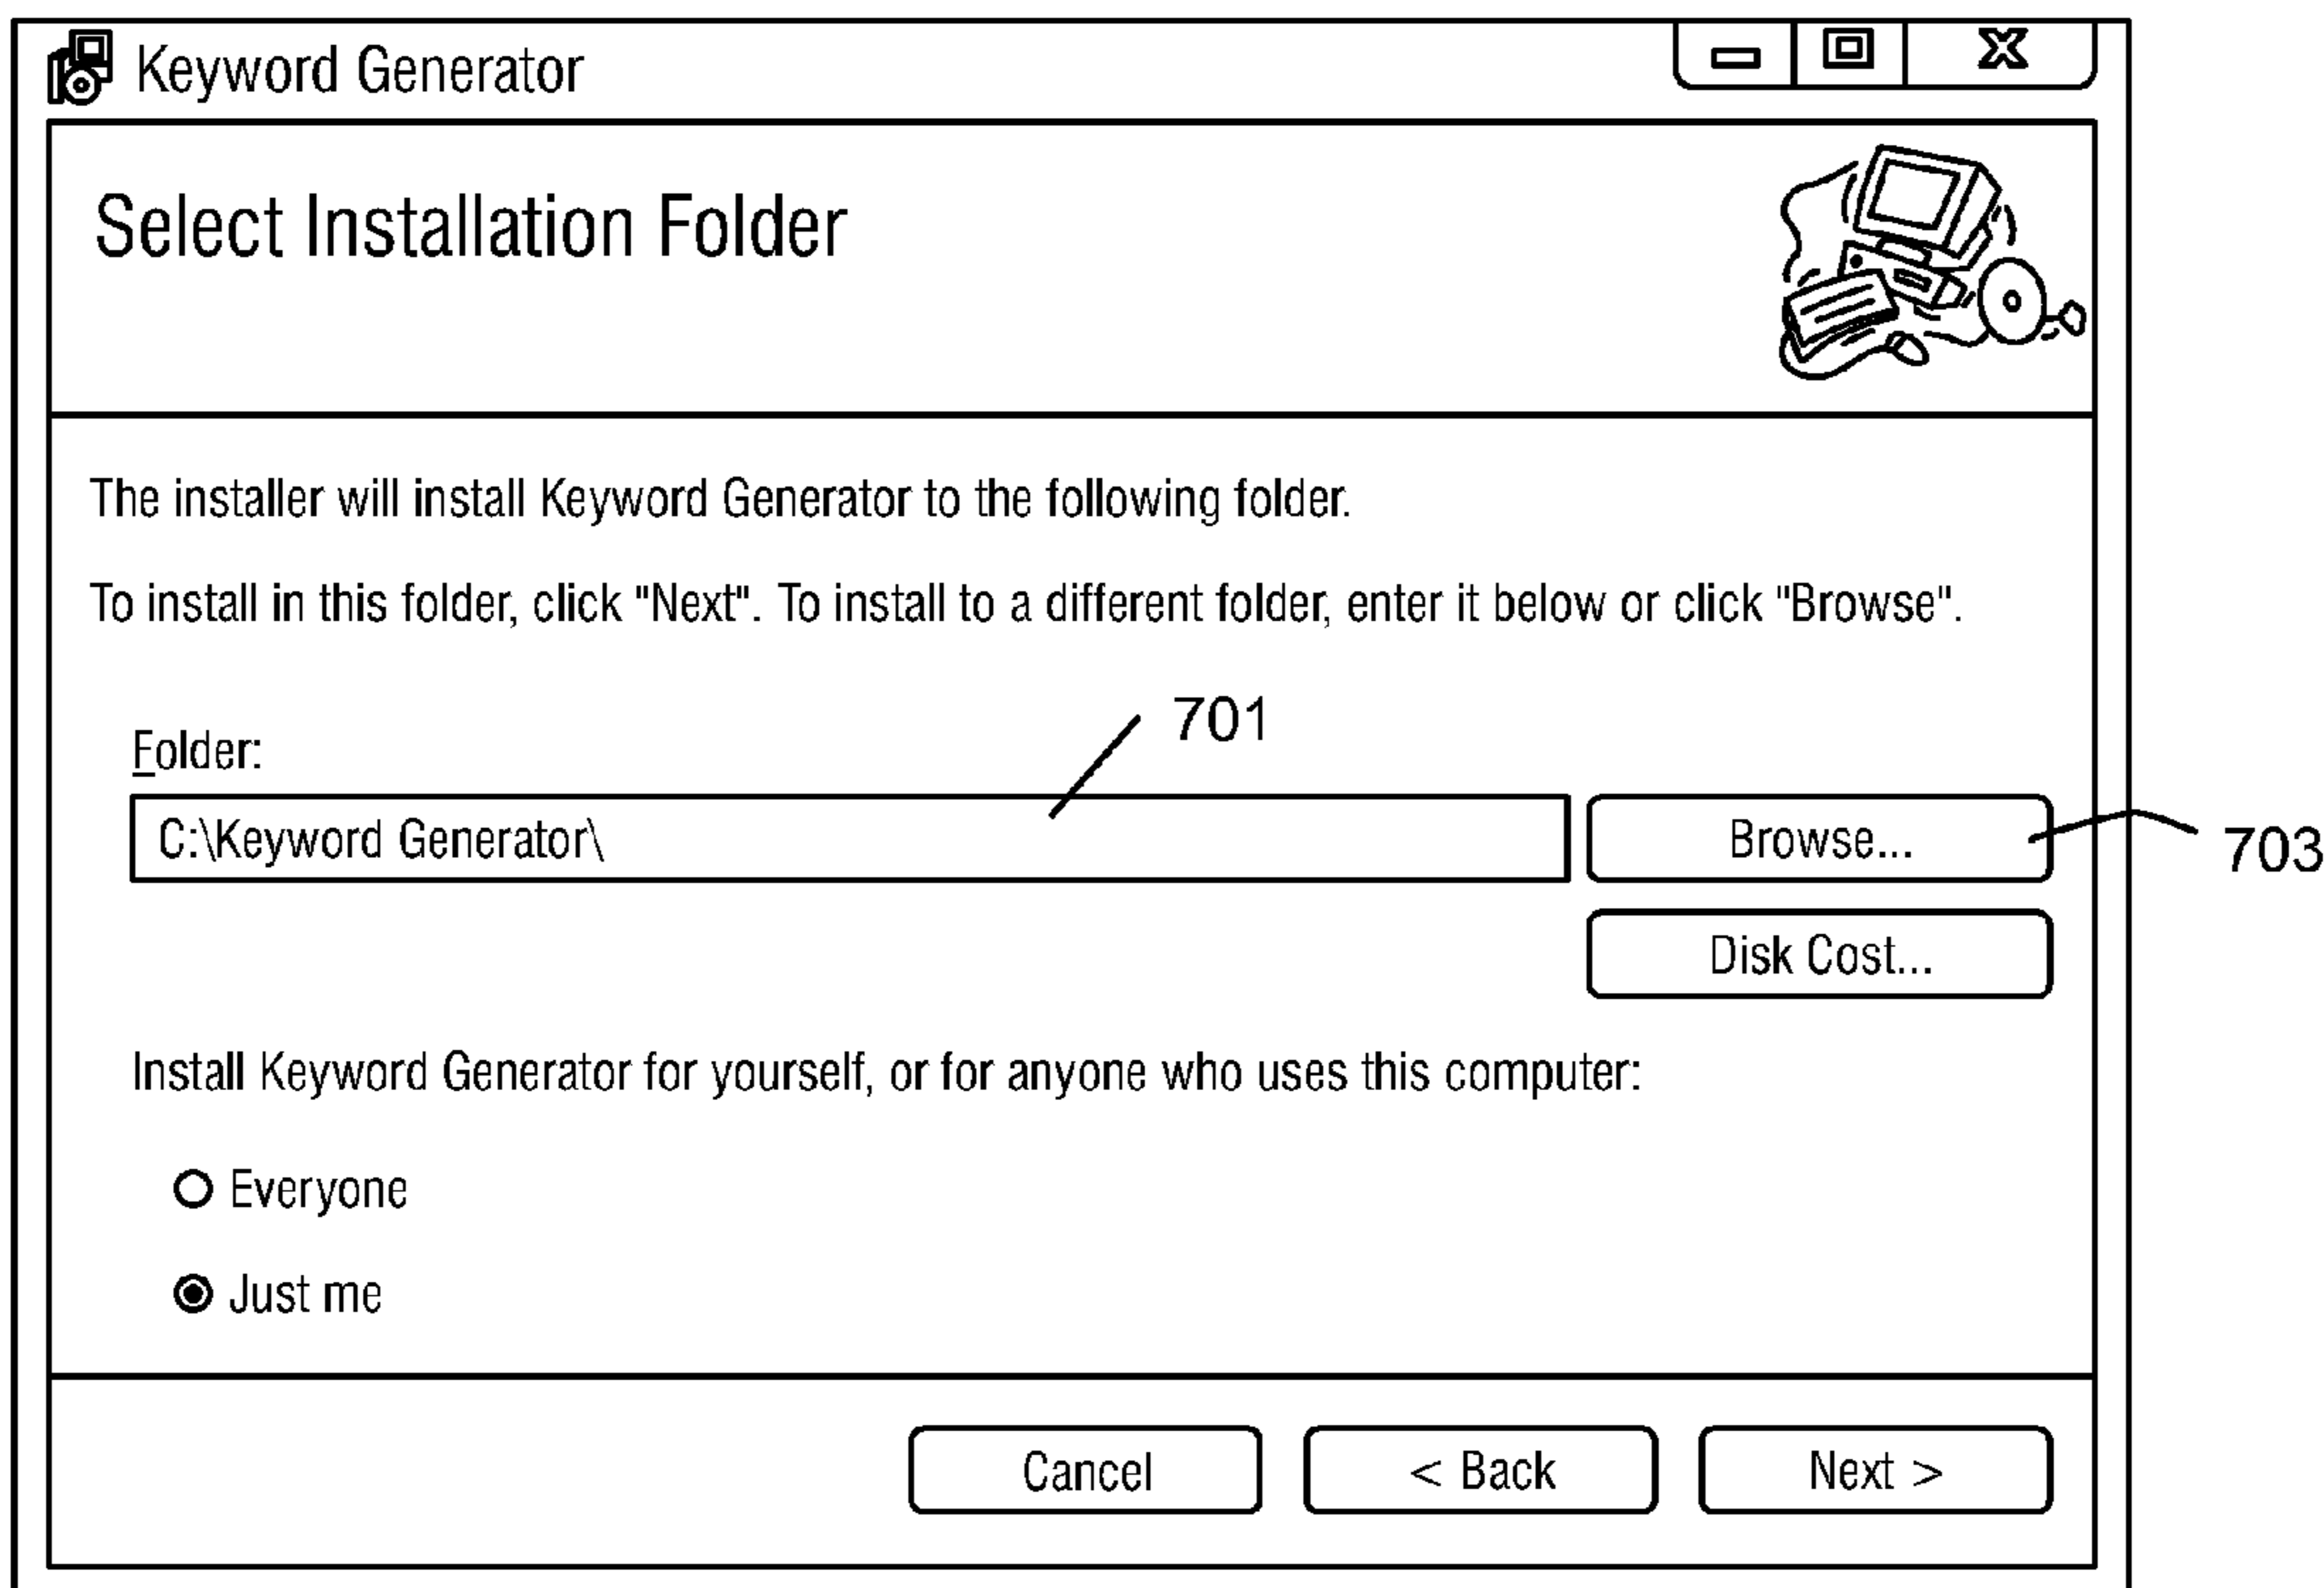 Keyword Generator
Select Installation Folder
The installer will install Keyword Generator to the following folder.
To install in this folder, click "Next". To install to a different folder, enter it below or click "Browse".
701
Folder:
C:\Keyword Generator\
Browse...
703
Disk Cost...
Install Keyword Generator for yourself, or for anyone who uses this computer:
Everyone
Just me
Cancel
< Back
Next >